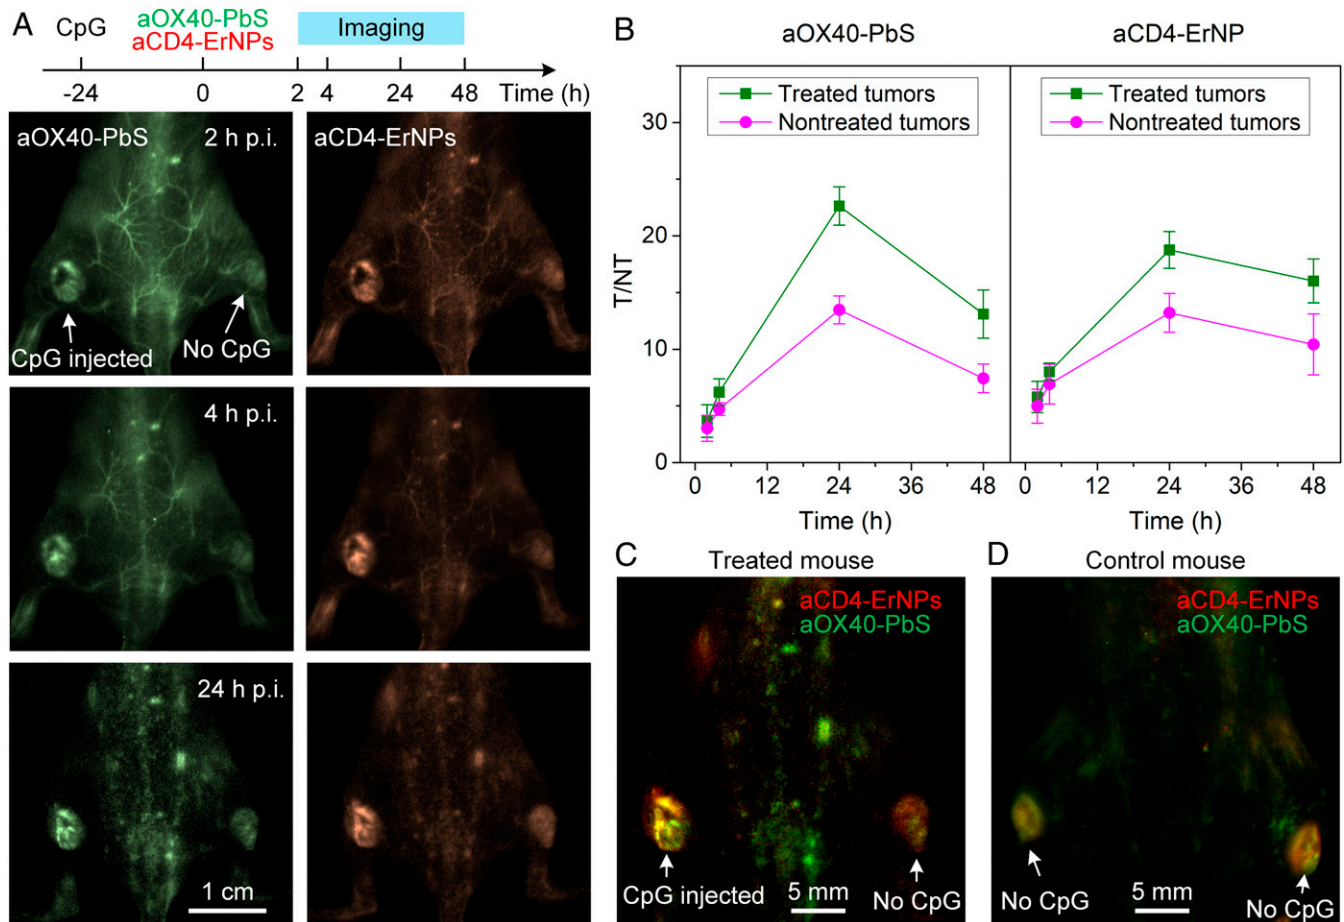 A
CpG
aOX40-PbS
aCD4-ErNPs
Imaging
-24 0 2 4 24 48 Time (h)
aOX40-PbS 2 h p.i. aCD4-ErNPs
CpG injected No CpG
4 h p.i.
24 h p.i.
1 cm
B
aOX40-PbS aCD4-ErNP
Treated tumors
Nontreated tumors
Treated tumors
Nontreated tumors
T/NT
30
20
10
0
0 12 24 36 48 0 12 24 36 48
Time (h) Time (h)
C
Treated mouse
aCD4-ErNPs
aOX40-PbS
CpG injected 5 mm No CpG
D
Control mouse
aCD4-ErNPs
aOX40-PbS
No CpG 5 mm No CpG